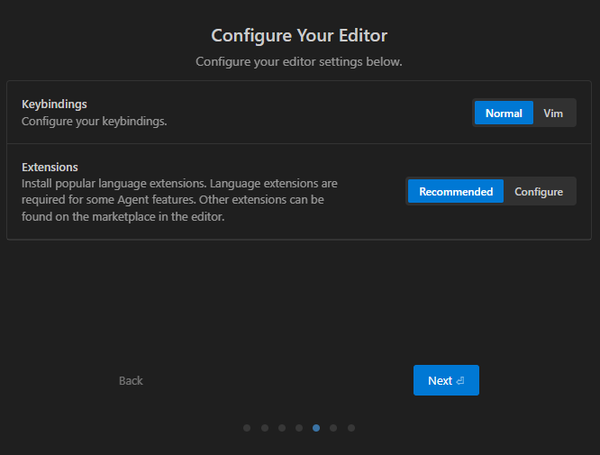 Configure Your Editor
Configure your editor settings below.
Keybindings
Configure your keybindings.
Normal Vim
Extensions
Install popular language extensions. Language extensions are
required for some Agent features. Other extensions can be
found on the marketplace in the editor.
Recommended Configure
Back
Next ⏎